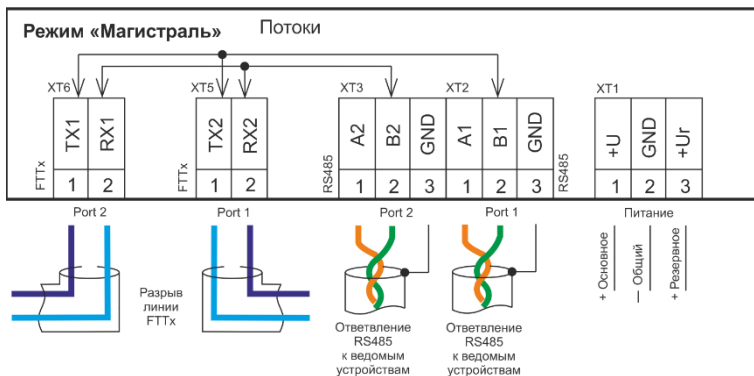 Режим «Магистраль» Потоки
XT6 XT5 XT3 XT2 XT1
TX1 RX1 TX2 RX2 A2 B2 GND A1 B1 GND +U GND +Ur
FTTx 1 2 FTTx 1 2 RS485 1 2 3 1 2 3 RS485 1 2 3
Port 2 Port 1 Port 2 Port 1 Питание
+ Основное
— Общий
+ Резервное
Разрыв
линии
FTTx
Ответвление
RS485
к ведомым
устройствам
Ответвление
RS485
к ведомым
устройствам